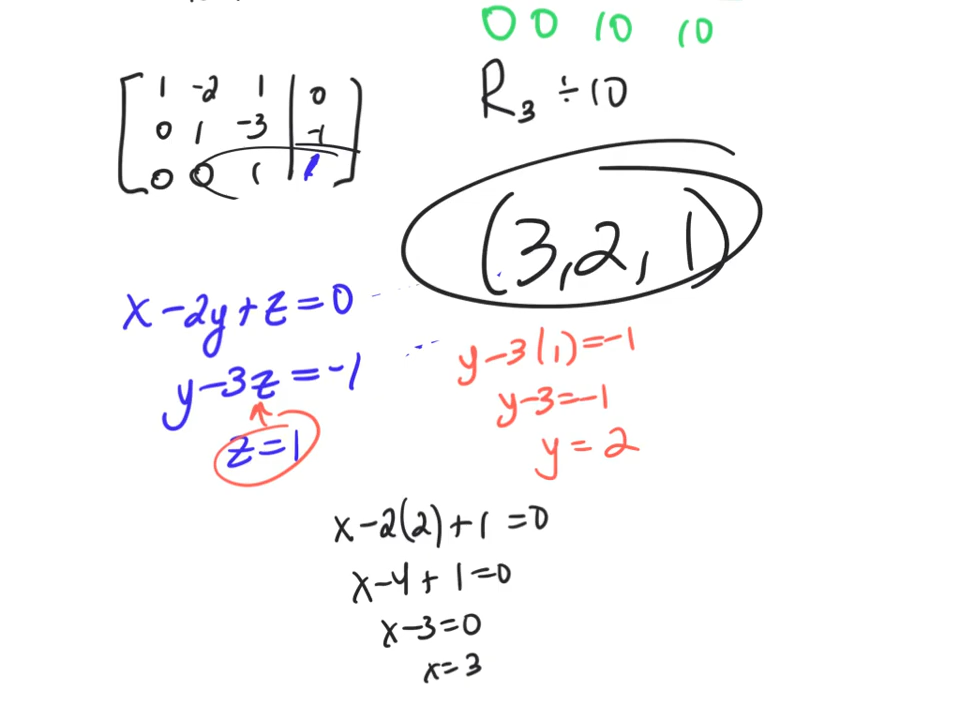 0 0 10 10
R₃ ÷ 10
1 -2 1 | 0
0 1 -3 | -1
0 0 1 | 1
(3, 2, 1)
x - 2y + z = 0
y - 3z = -1
z = 1
y - 3(1) = -1
y - 3 = -1
y = 2
x - 2(2) + 1 = 0
x - 4 + 1 = 0
x - 3 = 0
x = 3